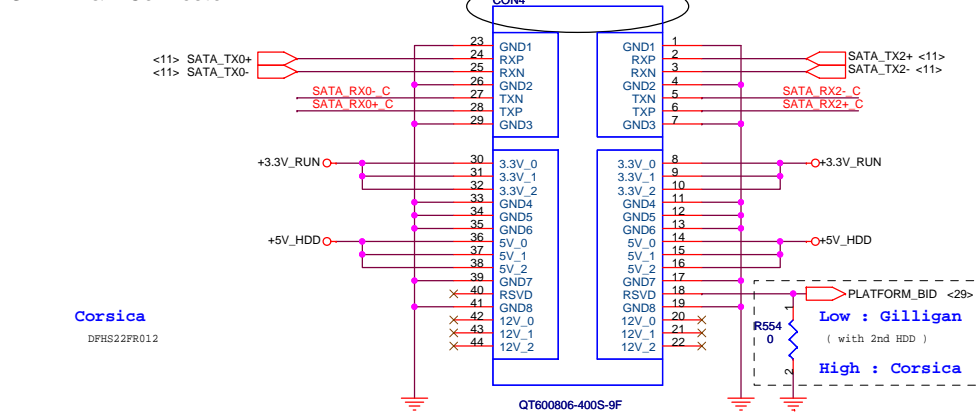 CON4
23 GND1 GND1 1
<11> SATA_TX0+ 24 RXP RXP 2 SATA_TX2+ <11>
<11> SATA_TX0- 25 RXN RXN 3 SATA_TX2- <11>
26 GND2 GND2 4
SATA_RX0-_C 27 TXN TXN 5 SATA_RX2-_C
SATA_RX0+_C 28 TXP TXP 6 SATA_RX2+_C
29 GND3 GND3 7
+3.3V_RUN 30 3.3V_0 3.3V_0 8 +3.3V_RUN
31 3.3V_1 3.3V_1 9
32 3.3V_2 3.3V_2 10
33 GND4 GND4 11
34 GND5 GND5 12
35 GND6 GND6 13
+5V_HDD 36 5V_0 5V_0 14 +5V_HDD
37 5V_1 5V_1 15
38 5V_2 5V_2 16
39 GND7 GND7 17
40 RSVD RSVD 18 PLATFORM_BID <29>
41 GND8 GND8 19
42 12V_0 12V_0 20
43 12V_1 12V_1 21
44 12V_2 12V_2 22
Corsica
DFHS22FR012
1
R554
0
2
Low : Gilligan
( with 2nd HDD )
High : Corsica
QT600806-400S-9F